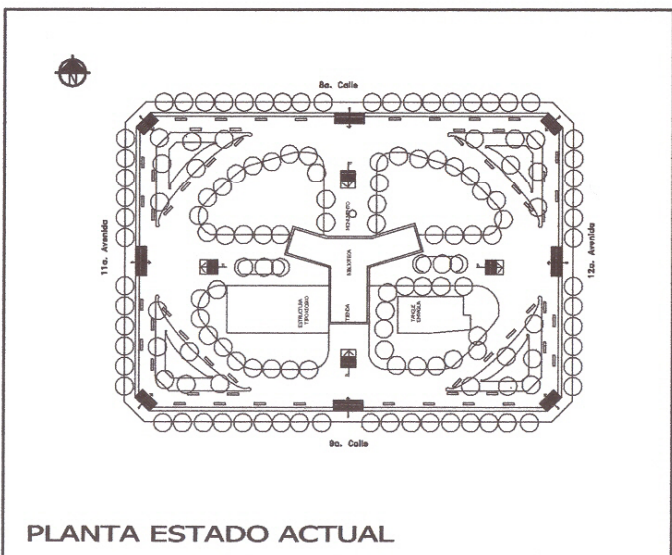 N
8a. Calle
MONUMENTO
11a. Avenida
12a. Avenida
BIBLIOTECA
ESTRUCTURA
TIENDA
9a. Calle
PLANTA ESTADO ACTUAL